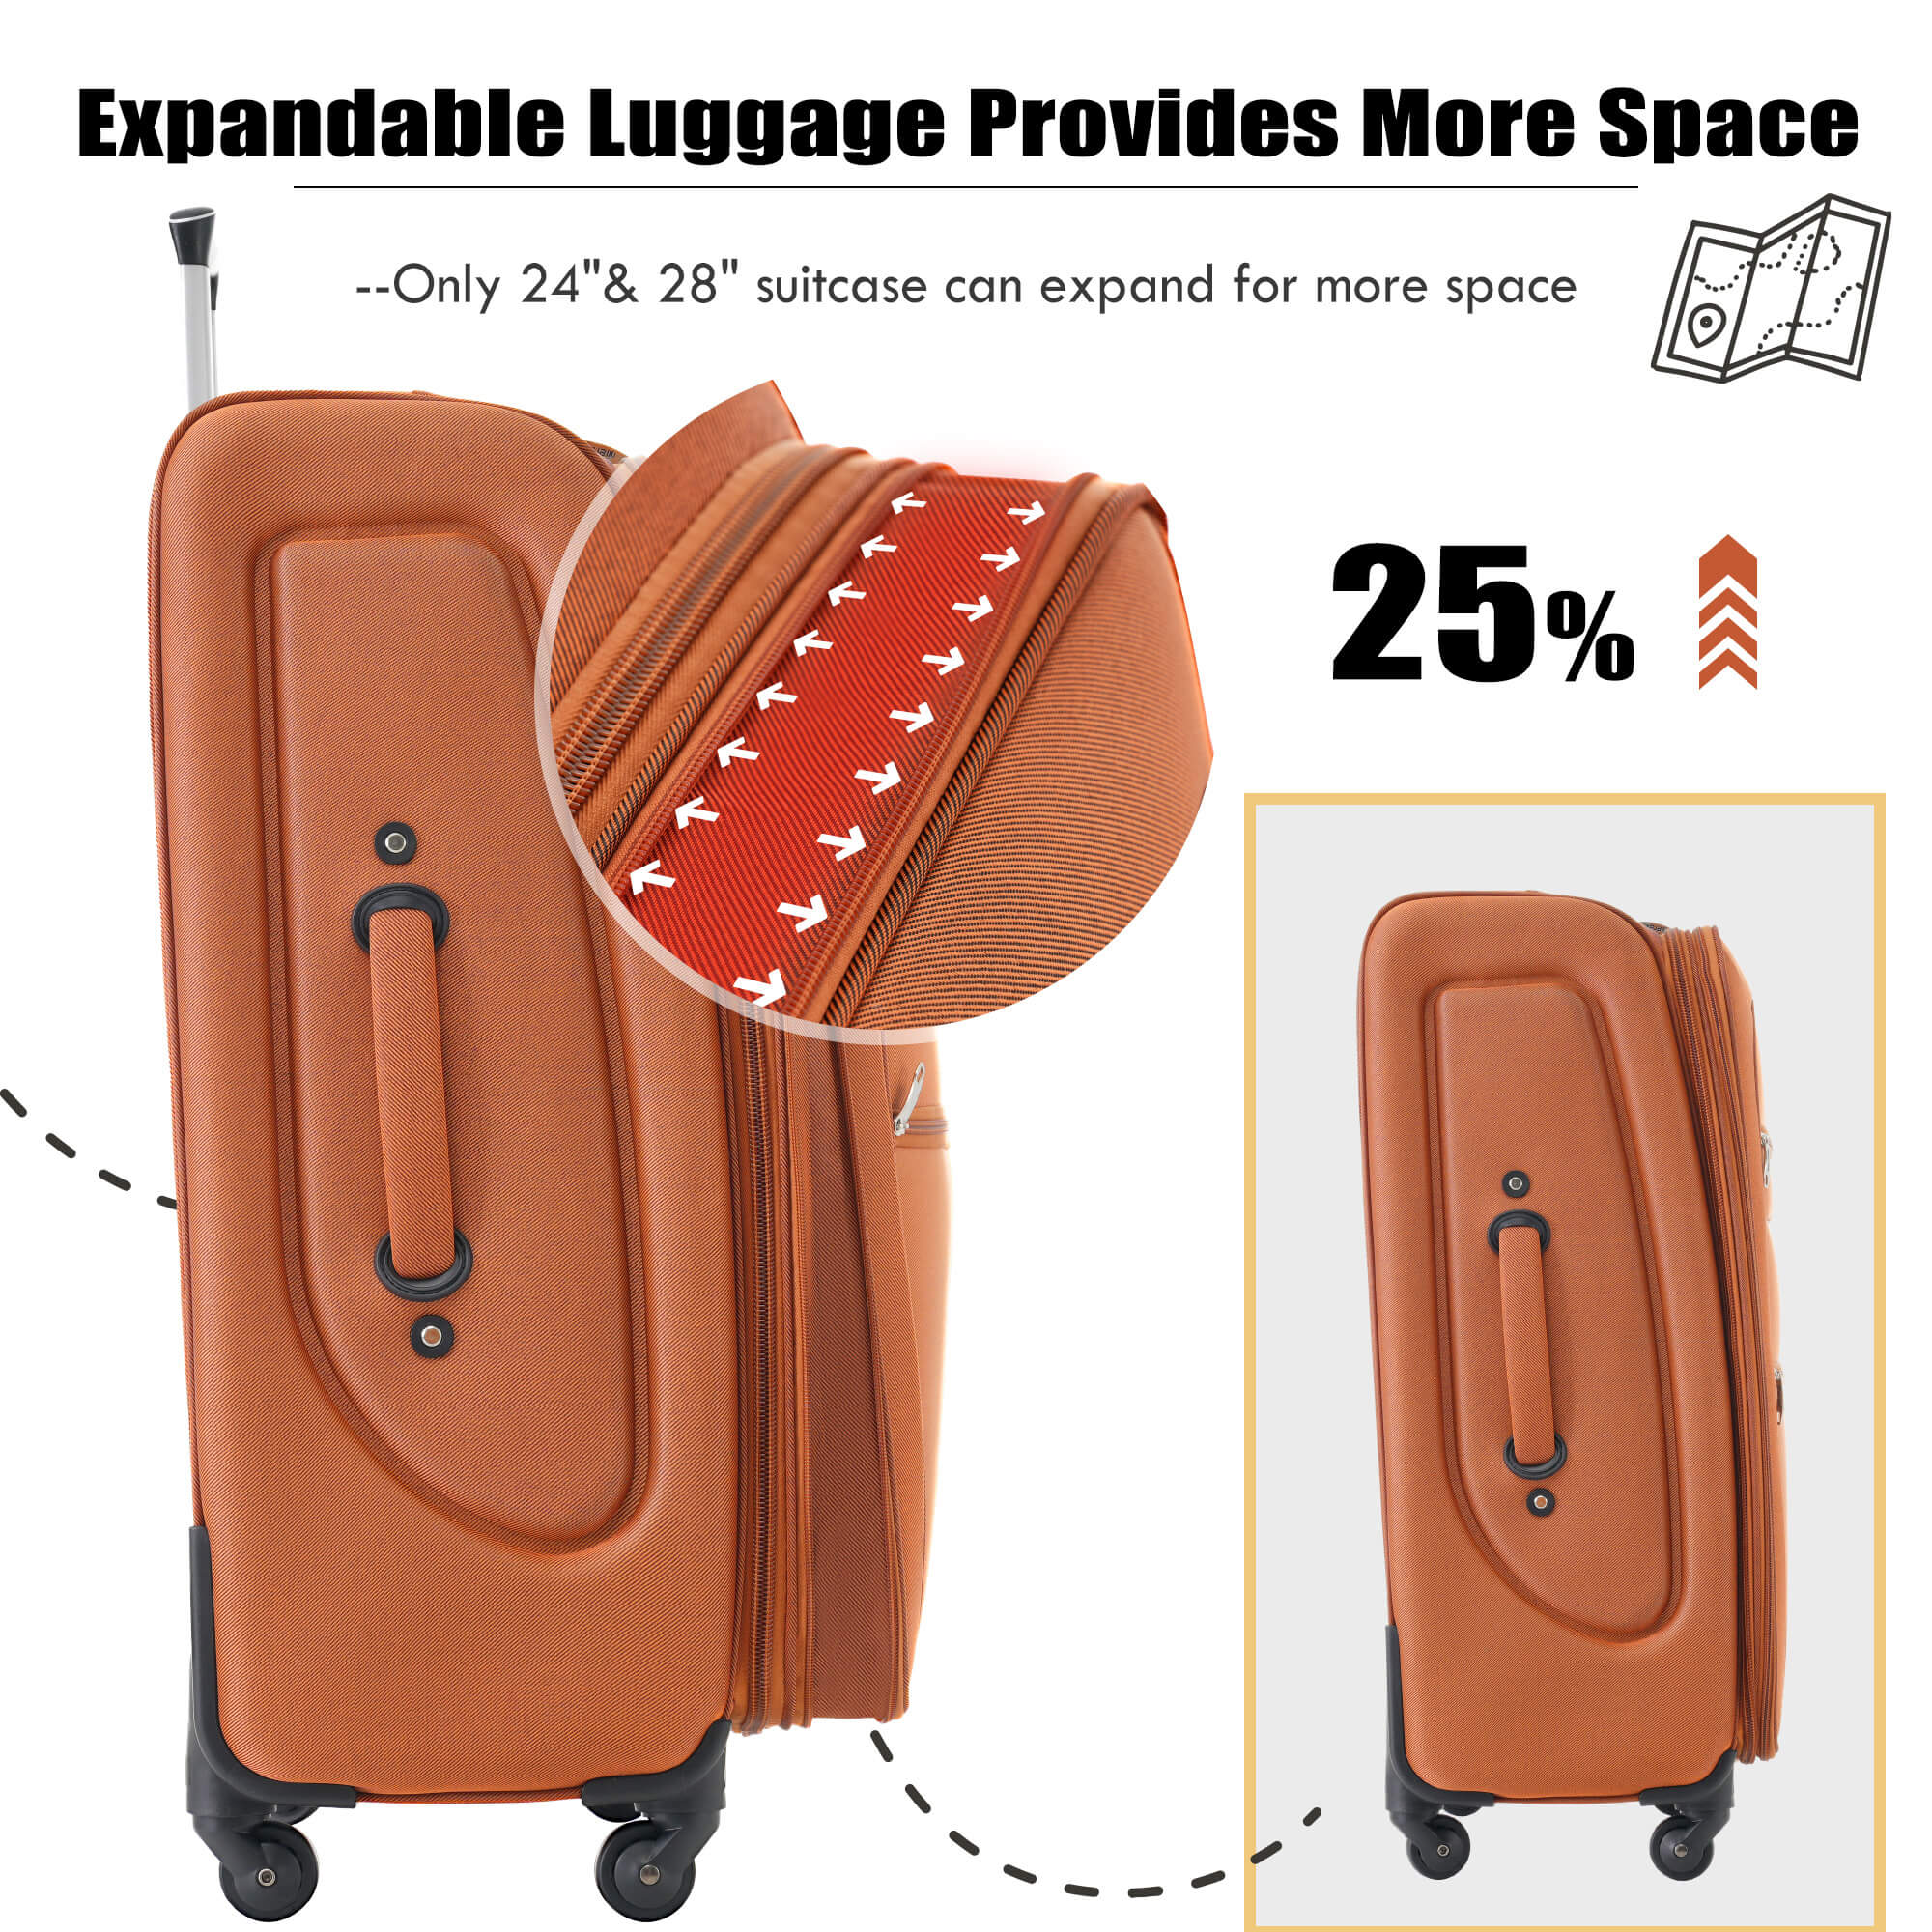 Expandable Luggage Provides More Space
--Only 24"& 28" suitcase can expand for more space
25%